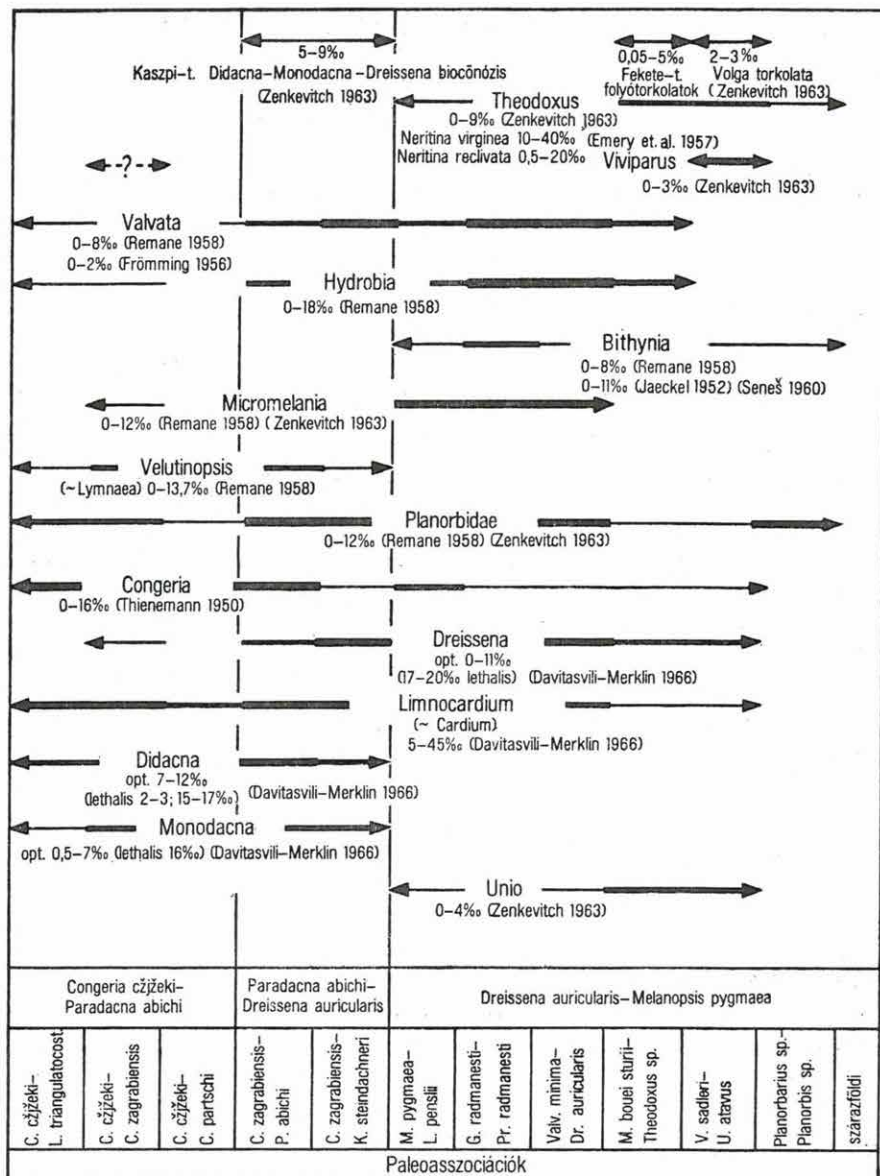 5–9‰
Kaszpi-t. Didacna–Monodacna–Dreissena biocönózis
(Zenkevitch 1963)
0,05–5‰
Fekete-t.
folyótorkolatok
2–3‰
Volga torkolata
(Zenkevitch 1963)
Theodoxus
0–9‰ (Zenkevitch 1963)
Neritina virginea 10–40‰ (Emery et. al. 1957)
Neritina reclivata 0,5–20‰
-?-
Viviparus
0–3‰ (Zenkevitch 1963)
Valvata
0–8‰ (Remane 1958)
0–2‰ (Frömming 1956)
Hydrobia
0–18‰ (Remane 1958)
Bithynia
0–8‰ (Remane 1958)
0–11‰ (Jaeckel 1952) (Seneš 1960)
Micromelania
0–12‰ (Remane 1958) (Zenkevitch 1963)
Velutinopsis
(~Lymnaea) 0–13,7‰ (Remane 1958)
Planorbidae
0–12‰ (Remane 1958) (Zenkevitch 1963)
Congeria
0–16‰ (Thienemann 1950)
Dreissena
opt. 0–11‰
(17–20‰ lethalis) (Davitasvili–Merklin 1966)
Limnocardium
(~ Cardium)
5–45‰ (Davitasvili–Merklin 1966)
Didacna
opt. 7–12‰
(lethalis 2–3; 15–17‰) (Davitasvili–Merklin 1966)
Monodacna
opt. 0,5–7‰ (lethalis 16‰) (Davitasvili–Merklin 1966)
Unio
0–4‰ (Zenkevitch 1963)
Congeria cžjžeki–
Paradacna abichi
Paradacna abichi–
Dreissena auricularis
Dreissena auricularis–Melanopsis pygmaea
C. cžjžeki–
L. triangulatocost.
C. cžjžeki–
C. zagrabiensis
C. cžjžeki–
C. partschi
C. zagrabiensis–
P. abichi
C. zagrabiensis–
K. steindachneri
M. pygmaea–
L. pensii
G. radmanesti–
Pr. radmanesti
Valv. minima–
Dr. auricularis
M. bouei sturii–
Theodoxus sp.
V. sadleri–
U. atavus
Planorbarius sp.–
Planorbis sp.
szárazföldi
Paleoasszociációk